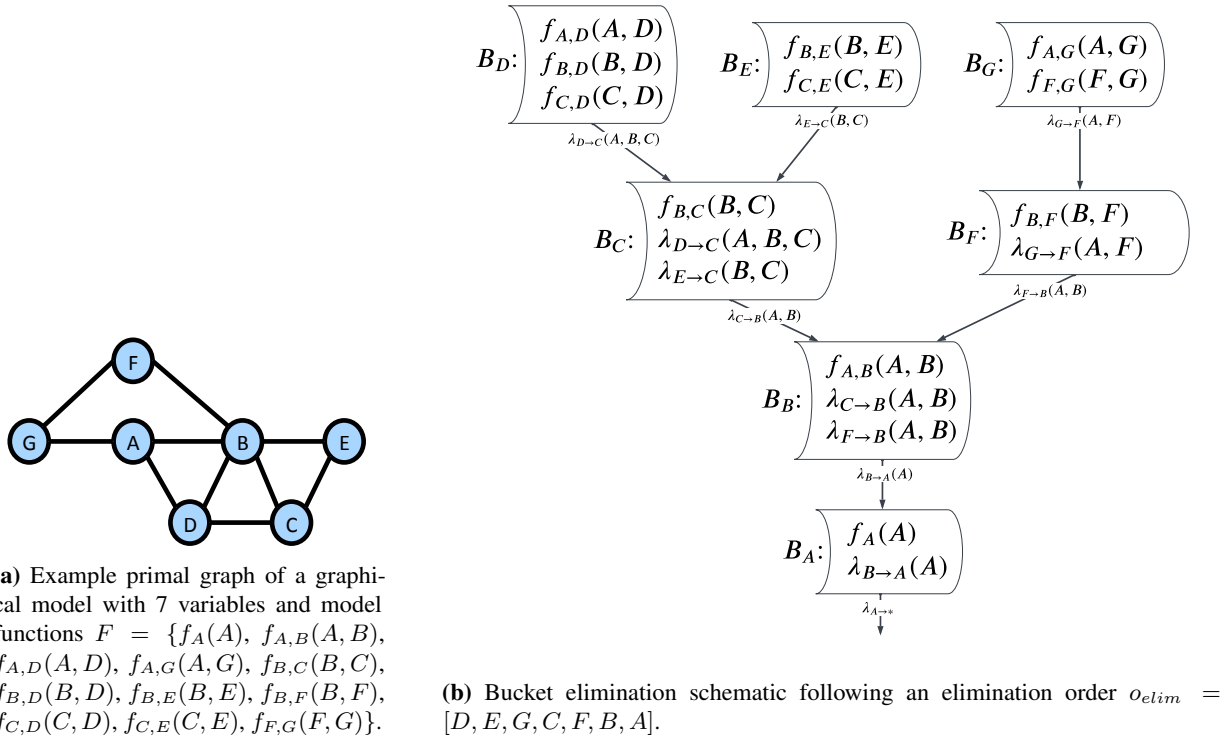 F
G
A
B
E
D
C
a) Example primal graph of a graphi-
cal model with 7 variables and model
functions F = {f_A(A), f_{A,B}(A, B),
f_{A,D}(A, D), f_{A,G}(A, G), f_{B,C}(B, C),
f_{B,D}(B, D), f_{B,E}(B, E), f_{B,F}(B, F),
f_{C,D}(C, D), f_{C,E}(C, E), f_{F,G}(F, G)}.
B_D:
f_{A,D}(A, D)
f_{B,D}(B, D)
f_{C,D}(C, D)
B_E:
f_{B,E}(B, E)
f_{C,E}(C, E)
B_G:
f_{A,G}(A, G)
f_{F,G}(F, G)
λ_{D→C}(A, B, C)
λ_{E→C}(B, C)
λ_{G→F}(A, F)
B_C:
f_{B,C}(B, C)
λ_{D→C}(A, B, C)
λ_{E→C}(B, C)
B_F:
f_{B,F}(B, F)
λ_{G→F}(A, F)
λ_{C→B}(A, B)
λ_{F→B}(A, B)
B_B:
f_{A,B}(A, B)
λ_{C→B}(A, B)
λ_{F→B}(A, B)
λ_{B→A}(A)
B_A:
f_A(A)
λ_{B→A}(A)
λ_{A→*}
(b) Bucket elimination schematic following an elimination order o_{elim} =
[D, E, G, C, F, B, A].